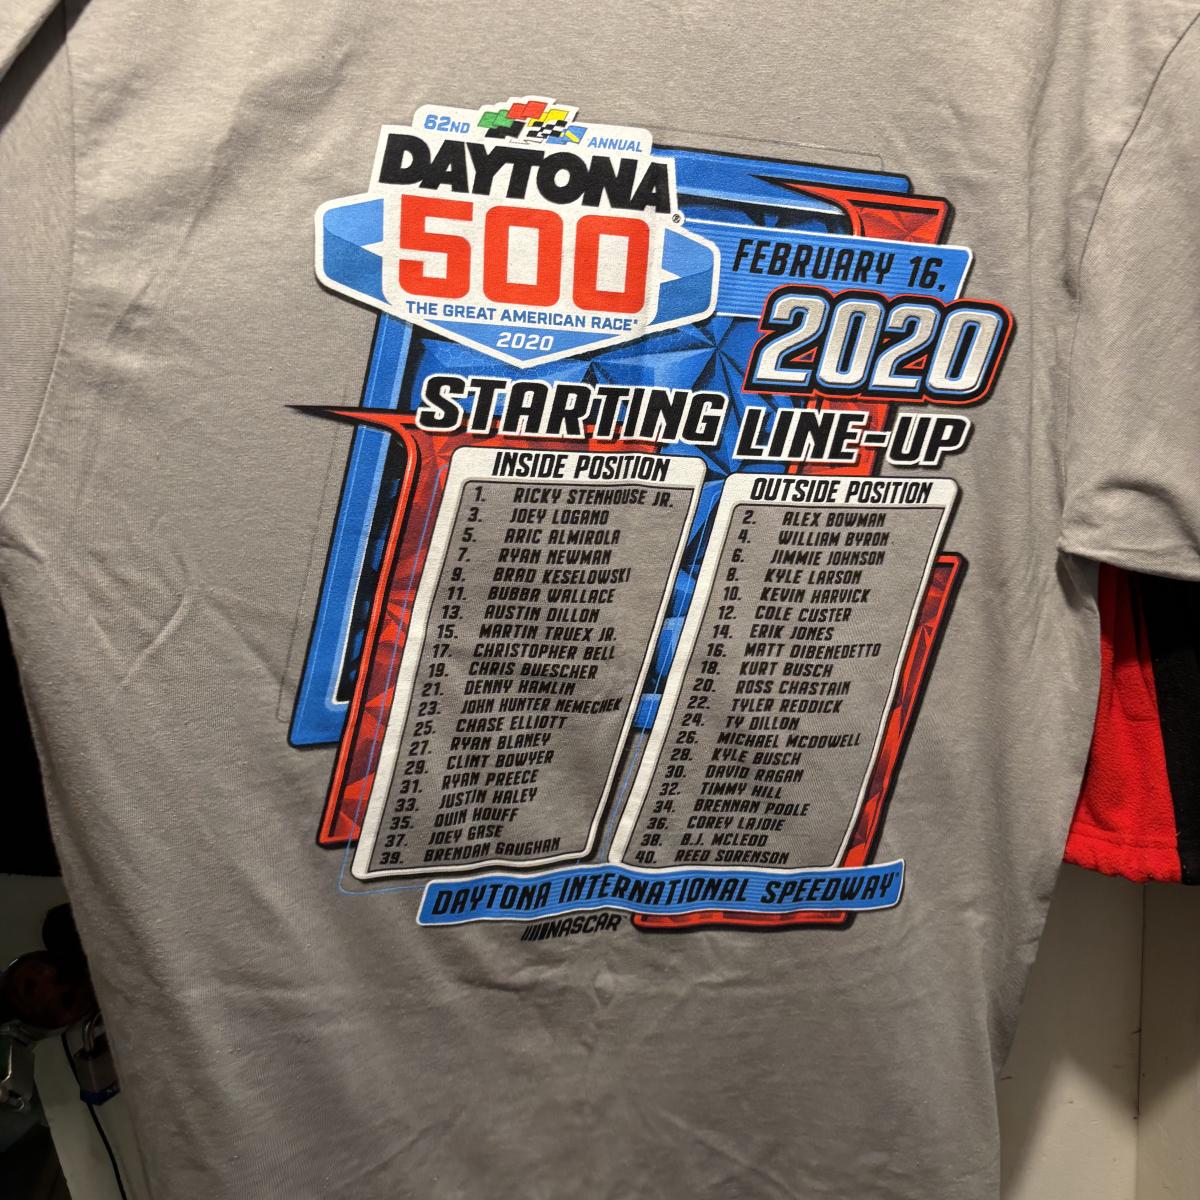 62ND ANNUAL
DAYTONA
500
THE GREAT AMERICAN RACE
2020
FEBRUARY 16,
2020
STARTING LINE-UP
INSIDE POSITION
1. RICKY STENHOUSE JR.
3. JOEY LOGANO
5. ARIC ALMIROLA
7. RYAN NEWMAN
9. BRAD KESELOWSKI
11. BUBBA WALLACE
13. AUSTIN DILLON
15. MARTIN TRUEX JR.
17. CHRISTOPHER BELL
19. CHRIS BUESCHER
21. DENNY HAMLIN
23. JOHN HUNTER NEMECHEK
25. CHASE ELLIOTT
27. RYAN BLANEY
29. CLINT BOWYER
31. RYAN PREECE
33. JUSTIN HALEY
35. QUIN HOUFF
37. JOEY GASE
39. BRENDAN GAUGHAN
OUTSIDE POSITION
2. ALEX BOWMAN
4. WILLIAM BYRON
6. JIMMIE JOHNSON
8. KYLE LARSON
10. KEVIN HARVICK
12. COLE CUSTER
14. ERIK JONES
16. MATT DIBENEDETTO
18. KURT BUSCH
20. ROSS CHASTAIN
22. TYLER REDDICK
24. TY DILLON
26. MICHAEL MCDOWELL
28. KYLE BUSCH
30. DAVID RAGAN
32. TIMMY HILL
34. BRENNAN POOLE
36. COREY LAJOIE
38. B.J. MCLEOD
40. REED SORENSON
DAYTONA INTERNATIONAL SPEEDWAY
NASCAR